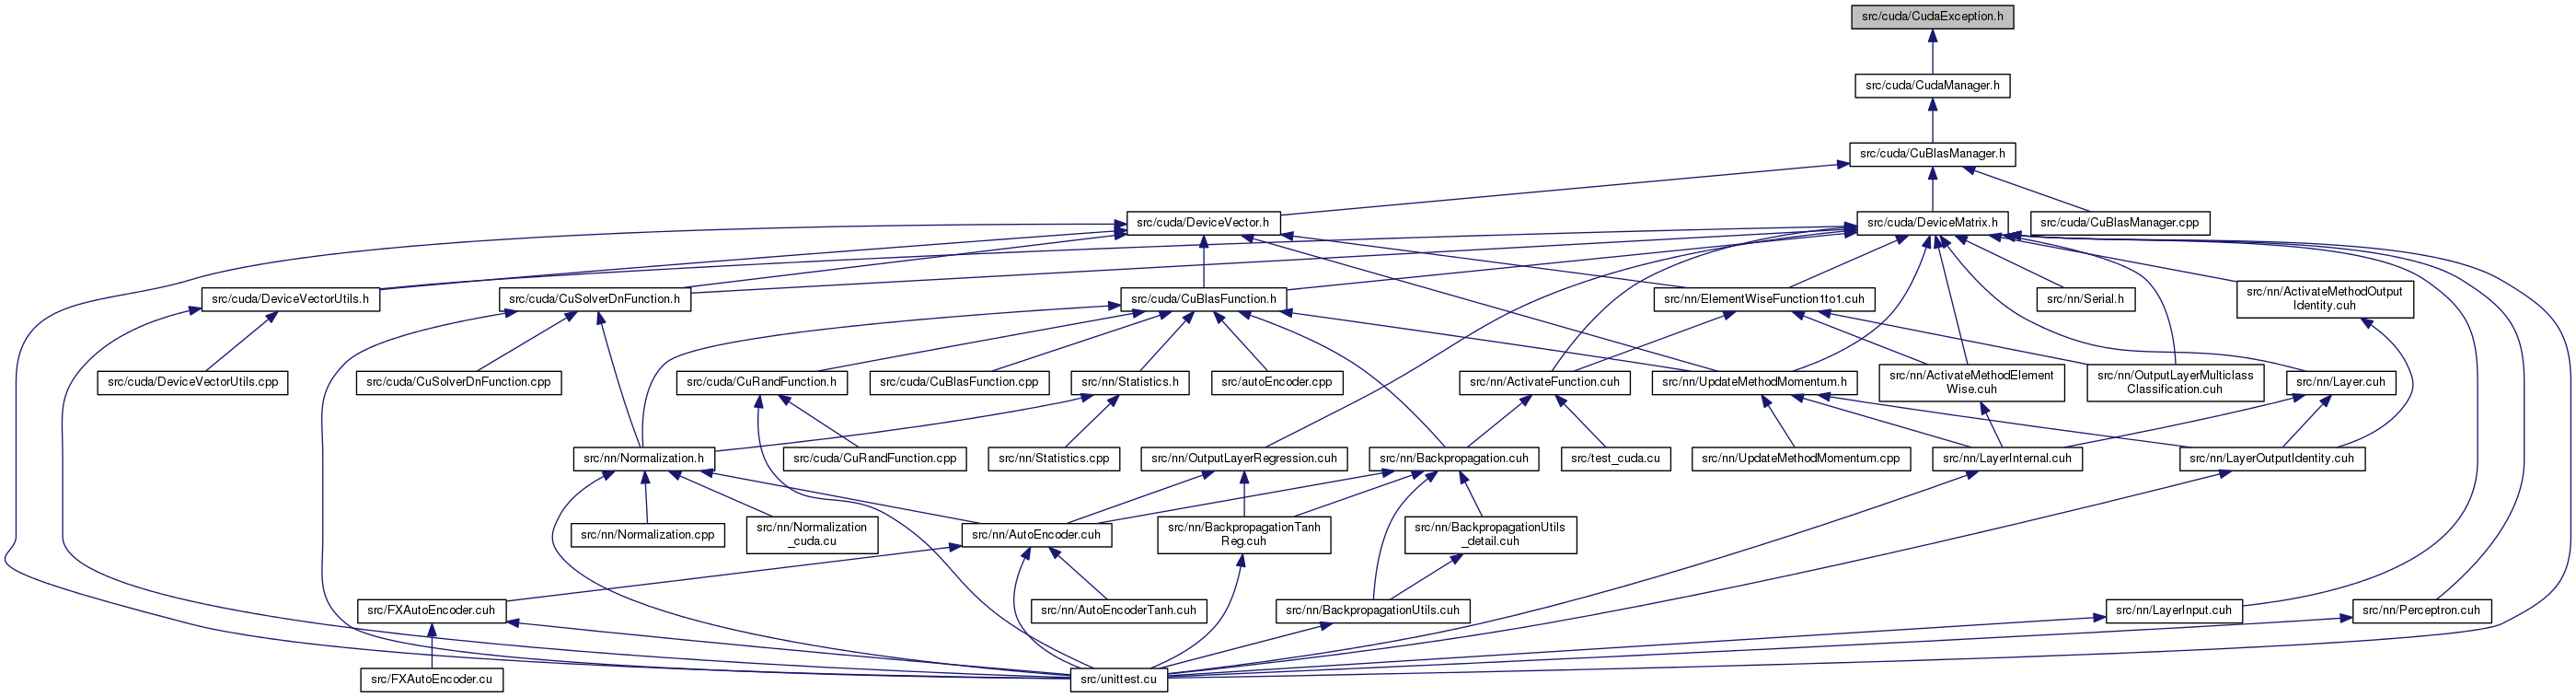 src/cuda/CudaException.h
src/cuda/CudaManager.h
src/cuda/CuBlasManager.h
src/cuda/DeviceVector.h
src/cuda/DeviceMatrix.h
src/cuda/CuBlasManager.cpp
src/cuda/DeviceVectorUtils.h
src/cuda/CuSolverDnFunction.h
src/cuda/CuBlasFunction.h
src/nn/ElementWiseFunction1to1.cuh
src/nn/Serial.h
src/nn/ActivateMethodOutput
Identity.cuh
src/cuda/DeviceVectorUtils.cpp
src/cuda/CuSolverDnFunction.cpp
src/cuda/CuRandFunction.h
src/cuda/CuBlasFunction.cpp
src/nn/Statistics.h
src/autoEncoder.cpp
src/nn/ActivateFunction.cuh
src/nn/UpdateMethodMomentum.h
src/nn/ActivateMethodElement
Wise.cuh
src/nn/OutputLayerMulticlass
Classification.cuh
src/nn/Layer.cuh
src/nn/Normalization.h
src/cuda/CuRandFunction.cpp
src/nn/Statistics.cpp
src/nn/OutputLayerRegression.cuh
src/nn/Backpropagation.cuh
src/test_cuda.cu
src/nn/UpdateMethodMomentum.cpp
src/nn/LayerInternal.cuh
src/nn/LayerOutputIdentity.cuh
src/nn/Normalization.cpp
src/nn/Normalization
_cuda.cu
src/nn/AutoEncoder.cuh
src/nn/BackpropagationTanh
Reg.cuh
src/nn/BackpropagationUtils
_detail.cuh
src/FXAutoEncoder.cuh
src/nn/AutoEncoderTanh.cuh
src/nn/BackpropagationUtils.cuh
src/nn/LayerInput.cuh
src/nn/Perceptron.cuh
src/FXAutoEncoder.cu
src/unittest.cu